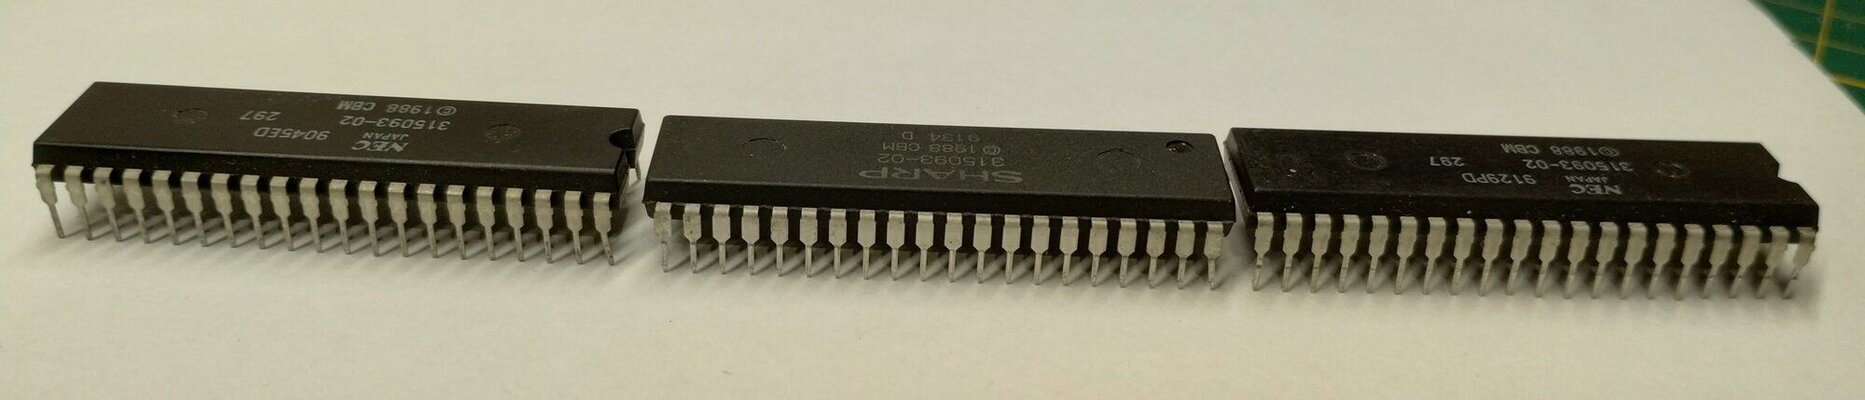 NEC 9045ED
JAPAN
315093-02 297
©1988 CBM
SHARP
315093-02
©1988 CBM
9134 D
NEC 9129PD
JAPAN
315093-02 297
©1988 CBM